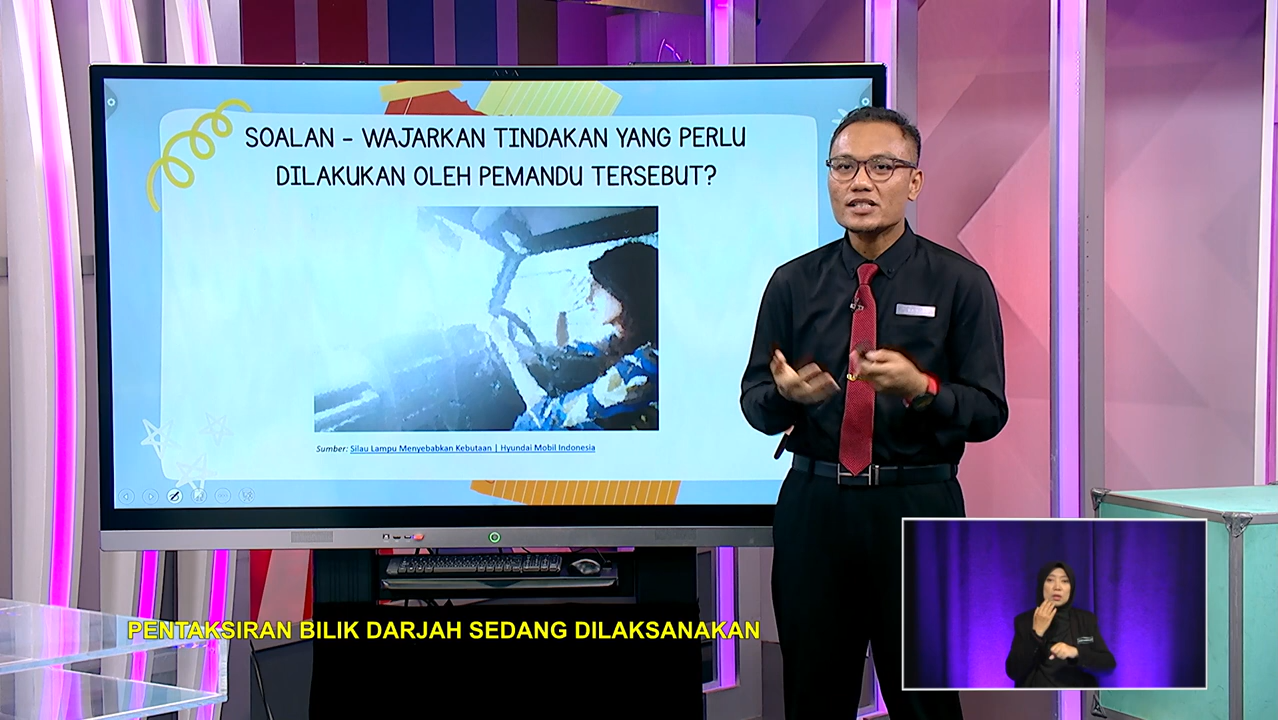 SOALAN – WAJARKAN TINDAKAN YANG PERLU
DILAKUKAN OLEH PEMANDU TERSEBUT?
Sumber: Silau Lampu Menyebabkan Kebutaan | Hyundai Mobil Indonesia
PENTAKSIRAN BILIK DARJAH SEDANG DILAKSANAKAN